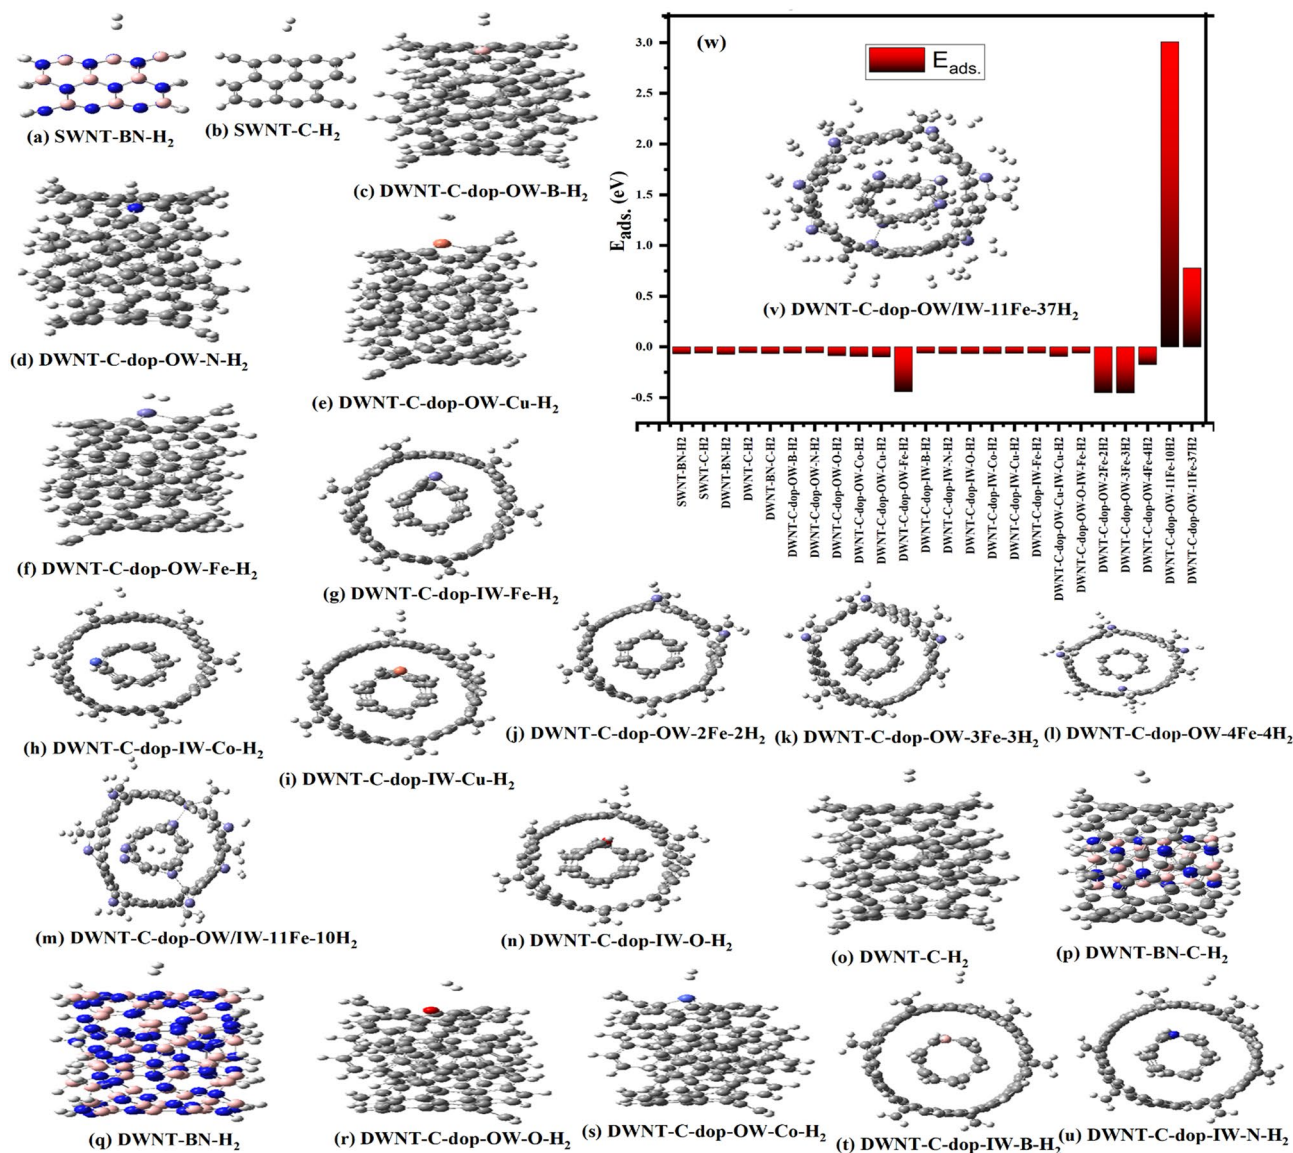 (a) SWNT-BN-H2
(b) SWNT-C-H2
(c) DWNT-C-dop-OW-B-H2
(d) DWNT-C-dop-OW-N-H2
(e) DWNT-C-dop-OW-Cu-H2
(f) DWNT-C-dop-OW-Fe-H2
(g) DWNT-C-dop-IW-Fe-H2
(w)
Eads.
Eads. (eV)
3.0
2.5
2.0
1.5
1.0
0.5
0.0
-0.5
(v) DWNT-C-dop-OW/IW-11Fe-37H2
SWNT-BN-H2
SWNT-C-H2
DWNT-BN-H2
DWNT-C-H2
DWNT-BN-C-H2
DWNT-C-dop-OW-B-H2
DWNT-C-dop-OW-N-H2
DWNT-C-dop-OW-O-H2
DWNT-C-dop-OW-Co-H2
DWNT-C-dop-OW-Cu-H2
DWNT-C-dop-OW-Fe-H2
DWNT-C-dop-IW-B-H2
DWNT-C-dop-IW-N-H2
DWNT-C-dop-IW-O-H2
DWNT-C-dop-IW-Co-H2
DWNT-C-dop-IW-Cu-H2
DWNT-C-dop-IW-Fe-H2
DWNT-C-dop-OW-Cu-IW-Cu-H2
DWNT-C-dop-OW-O-IW-Fe-H2
DWNT-C-dop-OW-2Fe-2H2
DWNT-C-dop-OW-3Fe-3H2
DWNT-C-dop-OW-4Fe-4H2
DWNT-C-dop-OW-11Fe-10H2
DWNT-C-dop-OW-11Fe-37H2
(h) DWNT-C-dop-IW-Co-H2
(i) DWNT-C-dop-IW-Cu-H2
(j) DWNT-C-dop-OW-2Fe-2H2
(k) DWNT-C-dop-OW-3Fe-3H2
(l) DWNT-C-dop-OW-4Fe-4H2
(m) DWNT-C-dop-OW/IW-11Fe-10H2
(n) DWNT-C-dop-IW-O-H2
(o) DWNT-C-H2
(p) DWNT-BN-C-H2
(q) DWNT-BN-H2
(r) DWNT-C-dop-OW-O-H2
(s) DWNT-C-dop-OW-Co-H2
(t) DWNT-C-dop-IW-B-H2
(u) DWNT-C-dop-IW-N-H2